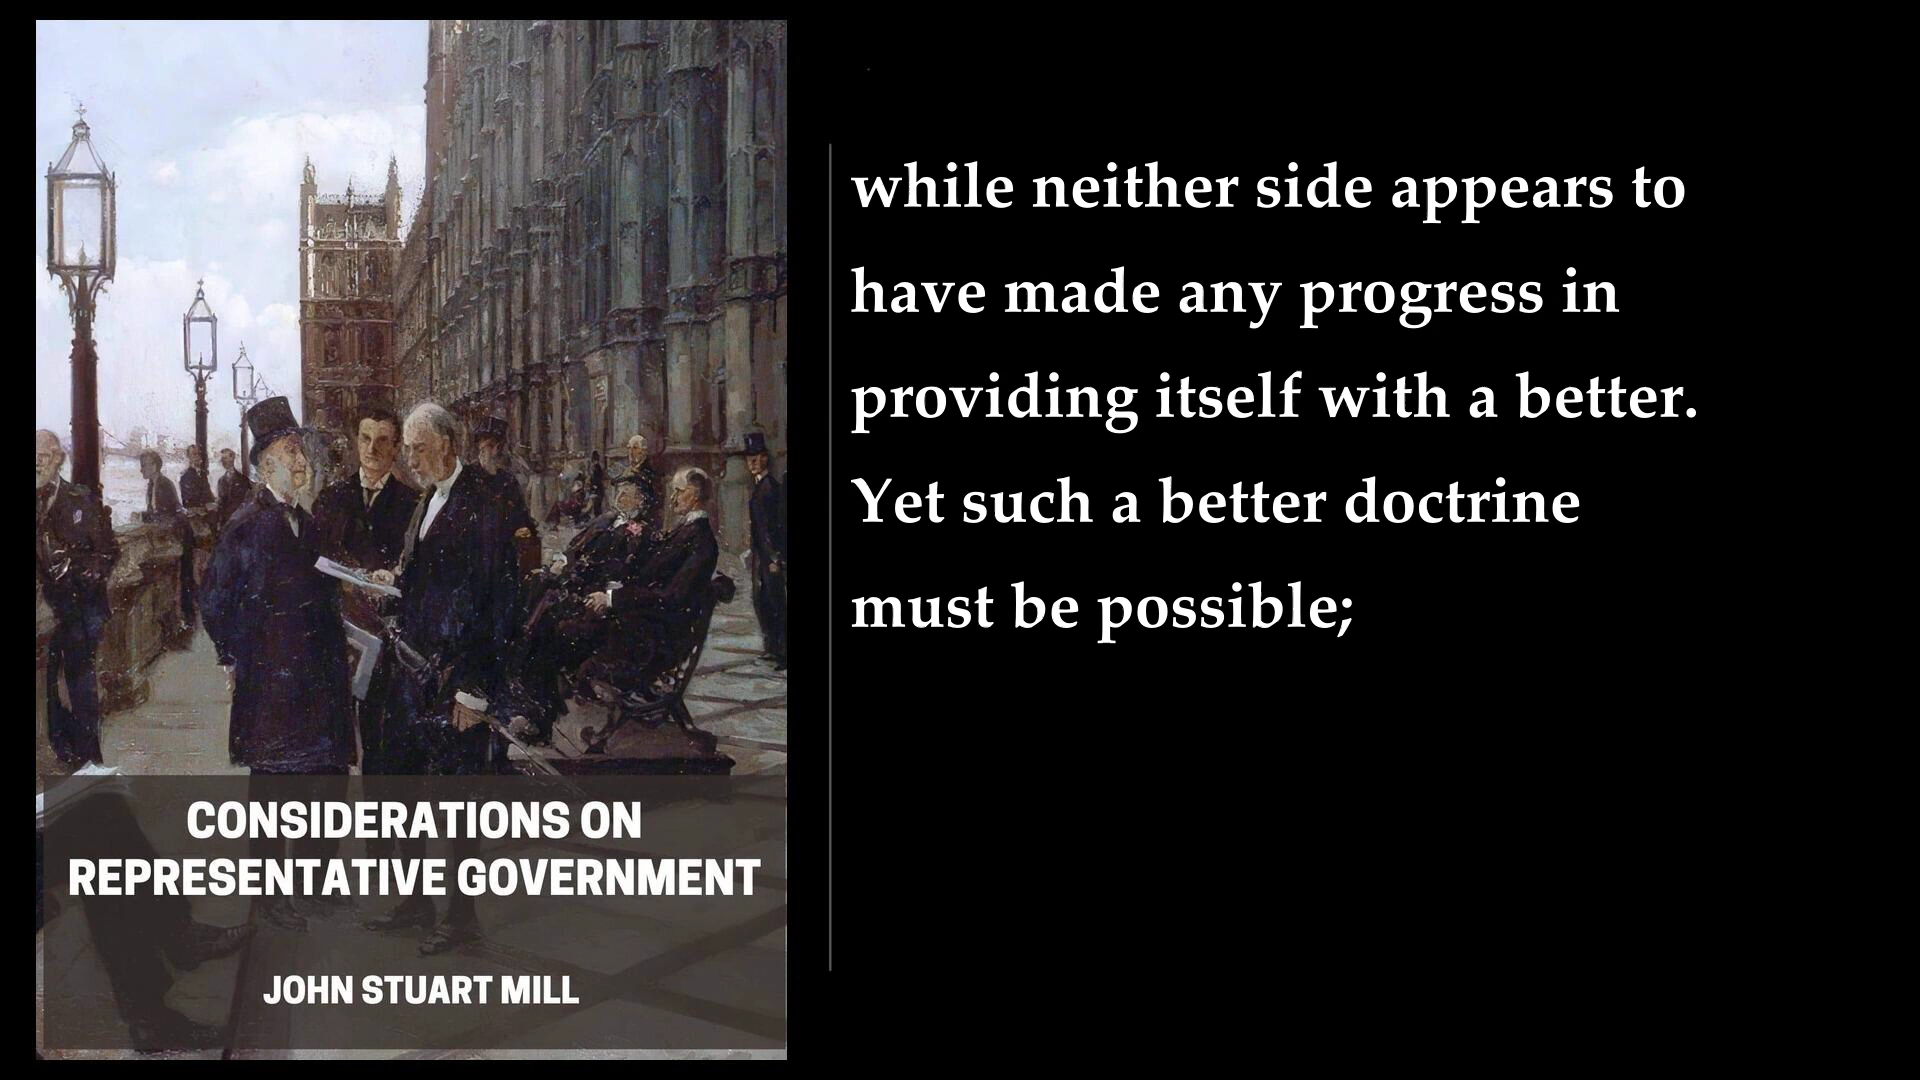 while neither side appears to
have made any progress in
providing itself with a better.
Yet such a better doctrine
must be possible;
CONSIDERATIONS ON
REPRESENTATIVE GOVERNMENT
JOHN STUART MILL